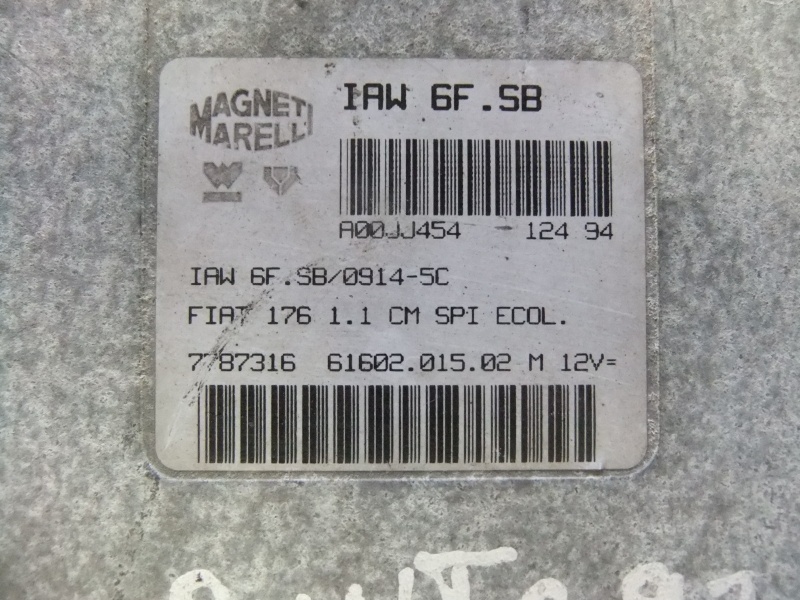 MAGNETI
MARELLI
IAW 6F.SB
A00JJ454 124 94
IAW 6F.SB/0914-5C
FIAT 176 1.1 CM SPI ECOL.
7787316 61602.015.02 M 12V=